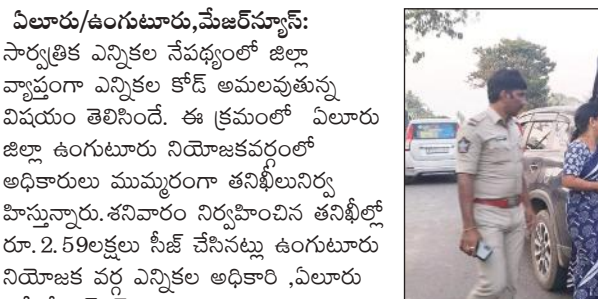 ఏలూరు/ఉంగుటూరు,మేజర్‌న్యూస్:
సార్వత్రిక ఎన్నికల నేపథ్యంలో జిల్లా
వ్యాప్తంగా ఎన్నికల కోడ్ అమలవుతున్న
విషయం తెలిసిందే. ఈ క్రమంలో ఏలూరు
జిల్లా ఉంగుటూరు నియోజకవర్గంలో
అధికారులు ముమ్మరంగా తనిఖీలునిర్వ
హిస్తున్నారు.శనివారం నిర్వహించిన తనిఖీల్లో
రూ.2.59లక్షలు సీజ్ చేసినట్లు ఉంగుటూరు
నియోజక వర్గ ఎన్నికల అధికారి ,ఏలూరు